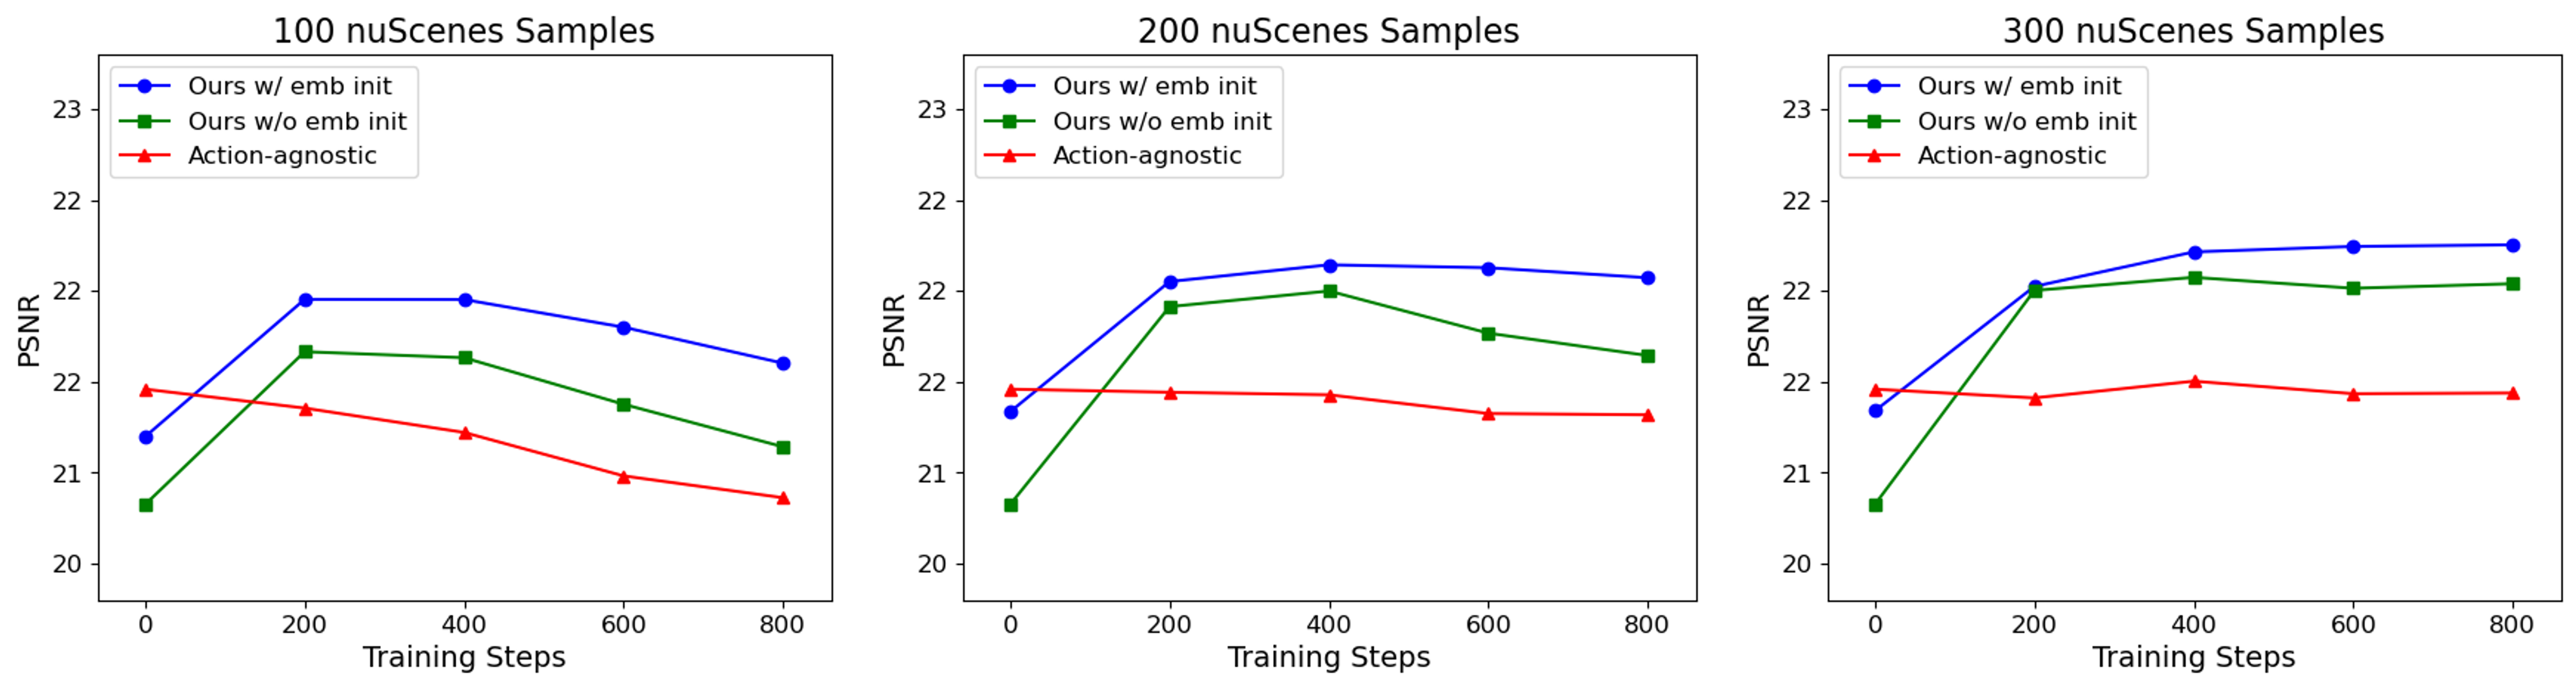 100 nuScenes Samples
Ours w/ emb init
Ours w/o emb init
Action-agnostic
23
22
22
22
21
20
PSNR
0 200 400 600 800
Training Steps
200 nuScenes Samples
Ours w/ emb init
Ours w/o emb init
Action-agnostic
23
22
22
22
21
20
PSNR
0 200 400 600 800
Training Steps
300 nuScenes Samples
Ours w/ emb init
Ours w/o emb init
Action-agnostic
23
22
22
22
21
20
PSNR
0 200 400 600 800
Training Steps